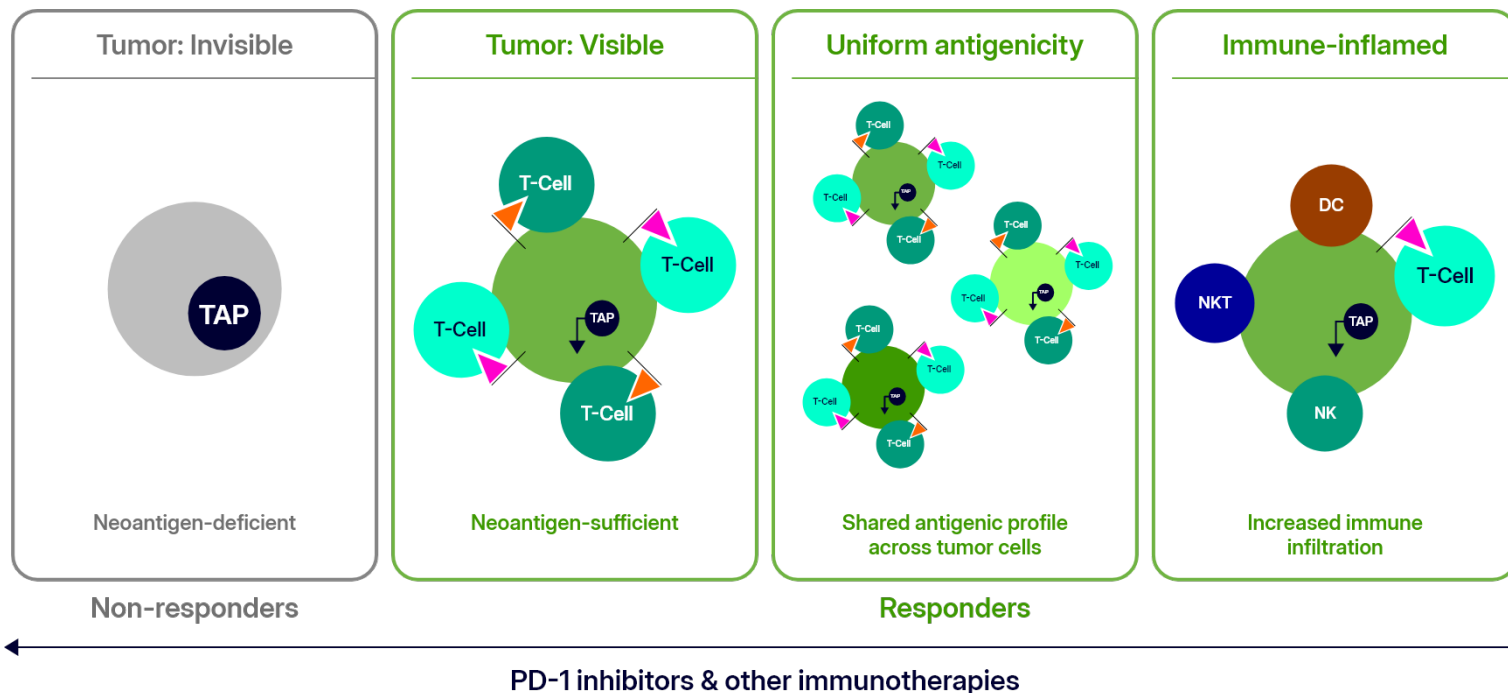 Tumor: Invisible
TAP
Neoantigen-deficient
Non-responders
Tumor: Visible
T-Cell
T-Cell
TAP
T-Cell
T-Cell
Neoantigen-sufficient
Uniform antigenicity
T-Cell
T-Cell
TAP
T-Cell
T-Cell
T-Cell
T-Cell
TAP
T-Cell
T-Cell
T-Cell
T-Cell
TAP
T-Cell
T-Cell
Shared antigenic profile
across tumor cells
Responders
Immune-inflamed
DC
T-Cell
NKT
TAP
NK
Increased immune
infiltration
PD-1 inhibitors & other immunotherapies